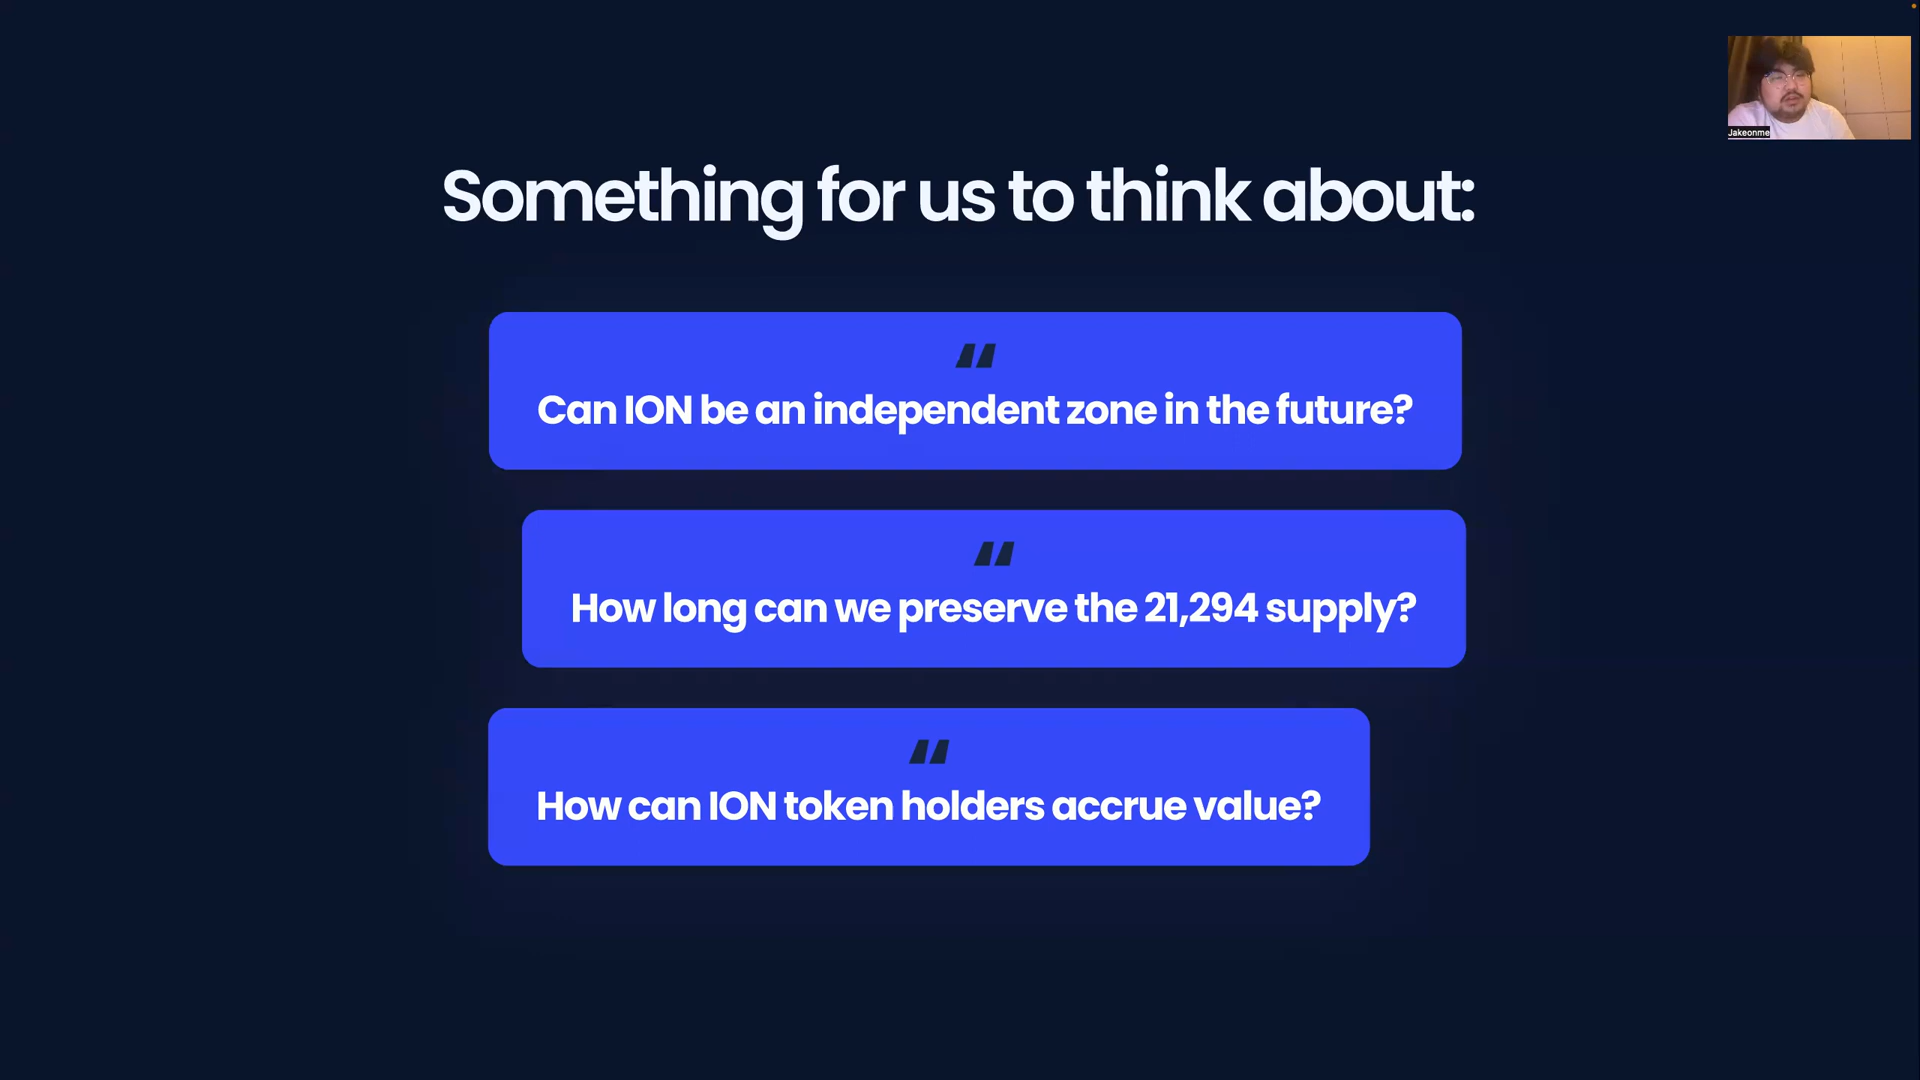 Jakeonme
Something for us to think about:
“
Can ION be an independent zone in the future?
“
How long can we preserve the 21,294 supply?
“
How can ION token holders accrue value?